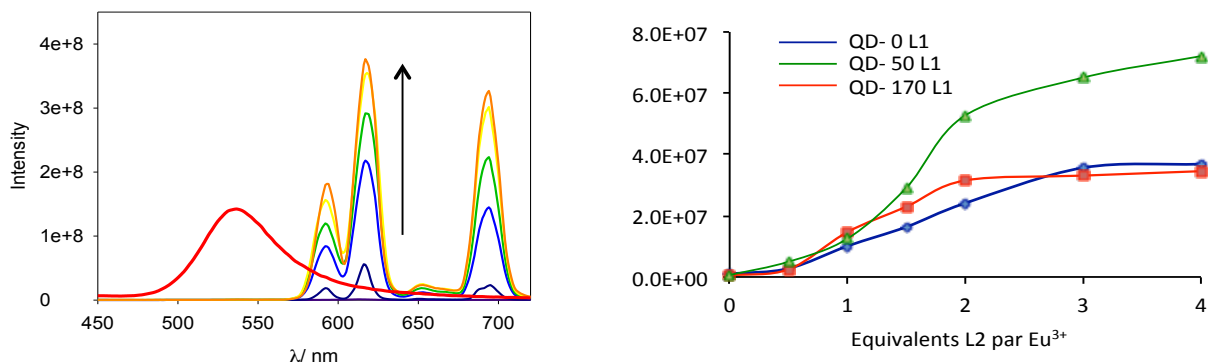 4e+8
3e+8
2e+8
1e+8
0
Intensity
450 500 550 600 650 700
λ/ nm
8.0E+07
6.0E+07
4.0E+07
2.0E+07
0.0E+00
QD- 0 L1
QD- 50 L1
QD- 170 L1
0 1 2 3 4
Equivalents L2 par Eu³⁺